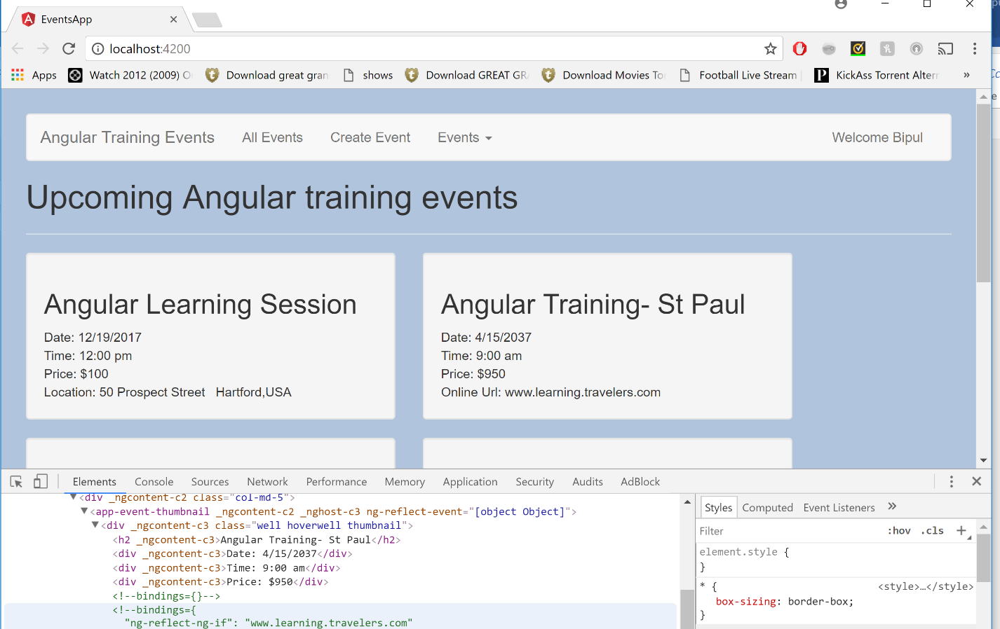 EventsApp
localhost:4200
Apps Watch 2012 (2009) Download great gran shows Download GREAT GR Download Movies To Football Live Stream KickAss Torrent Altern »
Angular Training Events All Events Create Event Events Welcome Bipul
Upcoming Angular training events
Angular Learning Session
Date: 12/19/2017
Time: 12:00 pm
Price: $100
Location: 50 Prospect Street Hartford,USA
Angular Training- St Paul
Date: 4/15/2037
Time: 9:00 am
Price: $950
Online Url: www.learning.travelers.com
Elements Console Sources Network Performance Memory Application Security Audits AdBlock
<div _ngcontent-c2 class="col-md-5">
<app-event-thumbnail _ngcontent-c2 _nghost-c3 ng-reflect-event="[object Object]">
<div _ngcontent-c3 class="well hoverwell thumbnail">
<h2 _ngcontent-c3>Angular Training- St Paul</h2>
<div _ngcontent-c3>Date: 4/15/2037</div>
<div _ngcontent-c3>Time: 9:00 am</div>
<div _ngcontent-c3>Price: $950</div>
<!--bindings={}-->
<!--bindings={
"ng-reflect-ng-if": "www.learning.travelers.com"
Styles Computed Event Listeners »
Filter :hov .cls +
element.style {
}
* { <style>…</style>
box-sizing: border-box;
}